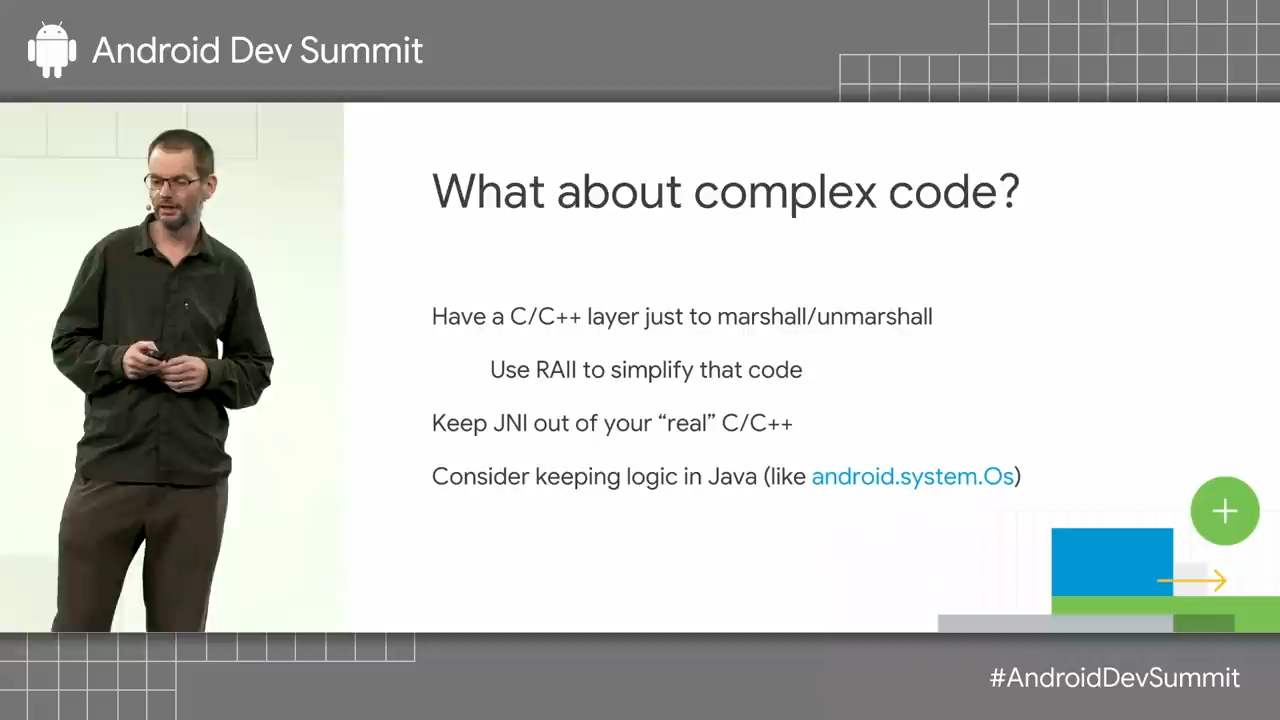 Android Dev Summit
What about complex code?
Have a C/C++ layer just to marshall/unmarshall
Use RAII to simplify that code
Keep JNI out of your “real” C/C++
Consider keeping logic in Java (like android.system.Os)
#AndroidDevSummit